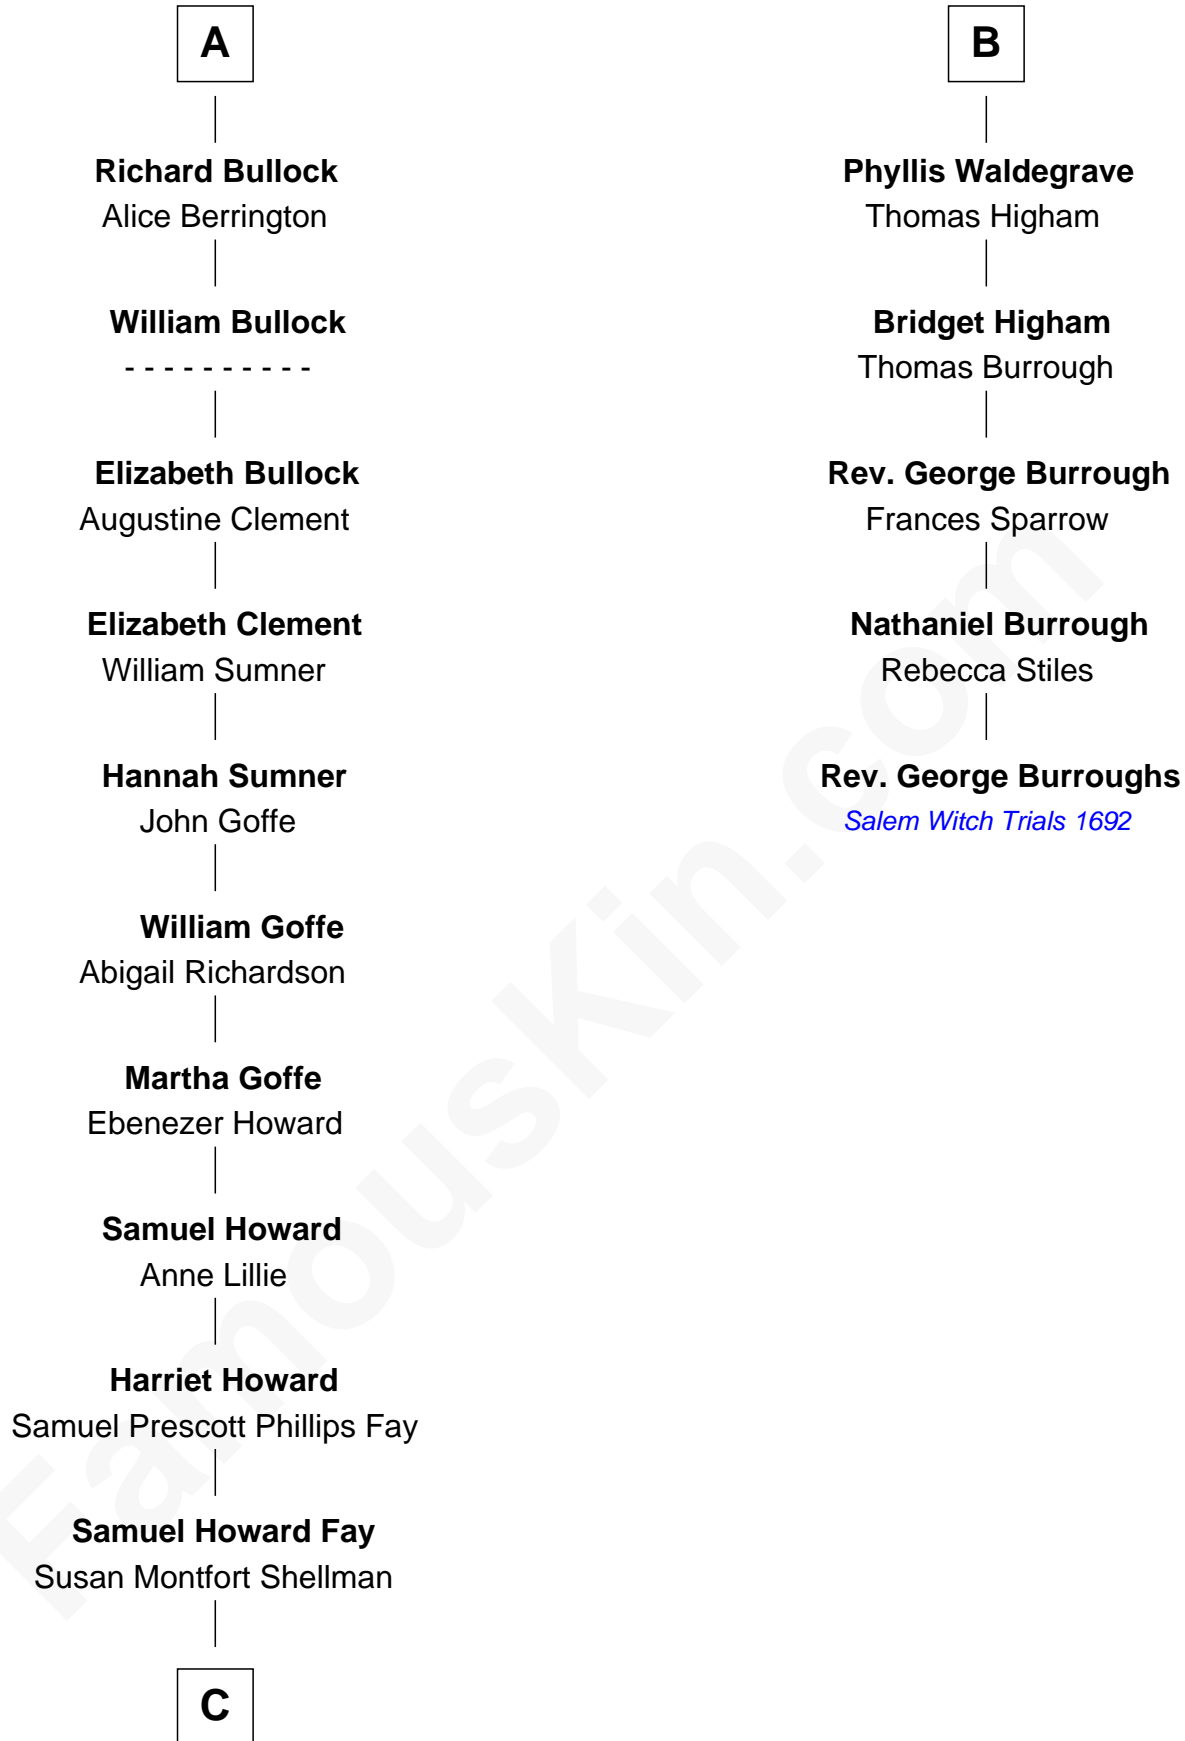 A
Richard Bullock
Alice Berrington
William Bullock
- - - - - - - - - -
Elizabeth Bullock
Augustine Clement
Elizabeth Clement
William Sumner
Hannah Sumner
John Goffe
William Goffe
Abigail Richardson
Martha Goffe
Ebenezer Howard
Samuel Howard
Anne Lillie
Harriet Howard
Samuel Prescott Phillips Fay
Samuel Howard Fay
Susan Montfort Shellman
C
B
Phyllis Waldegrave
Thomas Higham
Bridget Higham
Thomas Burrough
Rev. George Burrough
Frances Sparrow
Nathaniel Burrough
Rebecca Stiles
Rev. George Burroughs
Salem Witch Trials 1692
FamousKin.com